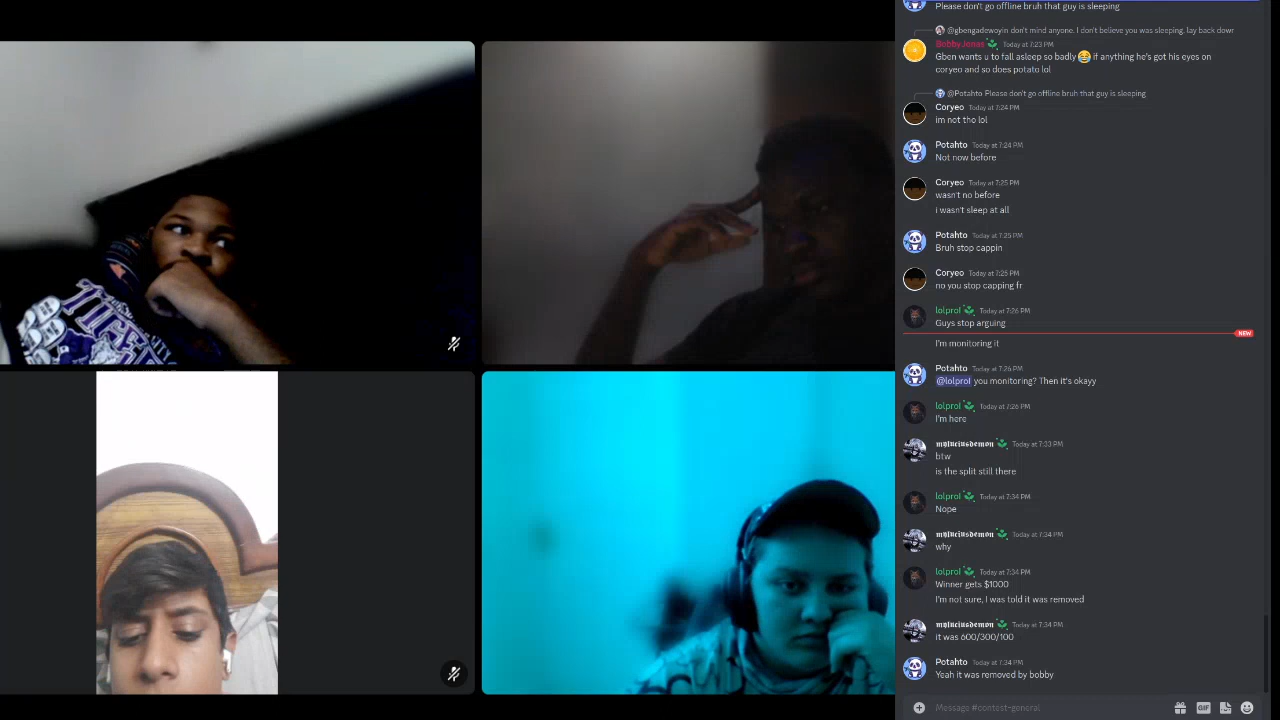 Please don't go offline bruh that guy is sleeping
@gbengadewoyin don't mind anyone. I don't believe you was sleeping. lay back down
BobbyJonas Today at 7:23 PM
Gben wants u to fall asleep so badly 😂 if anything he's got his eyes on
coryeo and so does potato lol
@Potahto Please don't go offline bruh that guy is sleeping
Coryeo Today at 7:24 PM
im not tho lol
Potahto Today at 7:24 PM
Not now before
Coryeo Today at 7:25 PM
wasn't no before
i wasn't sleep at all
Potahto Today at 7:25 PM
Bruh stop cappin
Coryeo Today at 7:25 PM
no you stop capping fr
lolprol Today at 7:26 PM
Guys stop arguing
NEW
I'm monitoring it
Potahto Today at 7:26 PM
@lolprol you monitoring? Then it's okayy
lolprol Today at 7:26 PM
I'm here
𝖒𝖞𝖑𝖚𝖈𝖎𝖚𝖘𝖉𝖊𝖒𝖔𝖓 Today at 7:33 PM
btw
is the split still there
lolprol Today at 7:34 PM
Nope
𝖒𝖞𝖑𝖚𝖈𝖎𝖚𝖘𝖉𝖊𝖒𝖔𝖓 Today at 7:34 PM
why
lolprol Today at 7:34 PM
Winner gets $1000
I'm not sure, I was told it was removed
𝖒𝖞𝖑𝖚𝖈𝖎𝖚𝖘𝖉𝖊𝖒𝖔𝖓 Today at 7:34 PM
it was 600/300/100
Potahto Today at 7:34 PM
Yeah it was removed by bobby
Message #contest-general
GIF